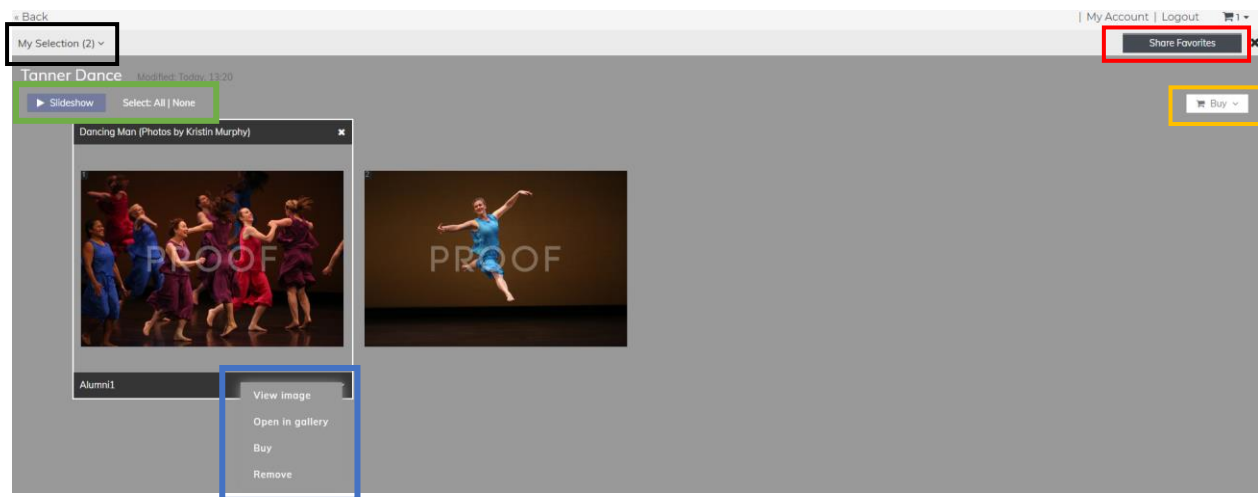 « Back
| My Account | Logout 1
My Selection (2)
Share Favorites
Tanner Dance Modified: Today, 13:20
Slideshow Select: All | None
Buy
Dancing Man (Photos by Kristin Murphy)
1
2
PROOF
PROOF
Alumni1
View image
Open in gallery
Buy
Remove